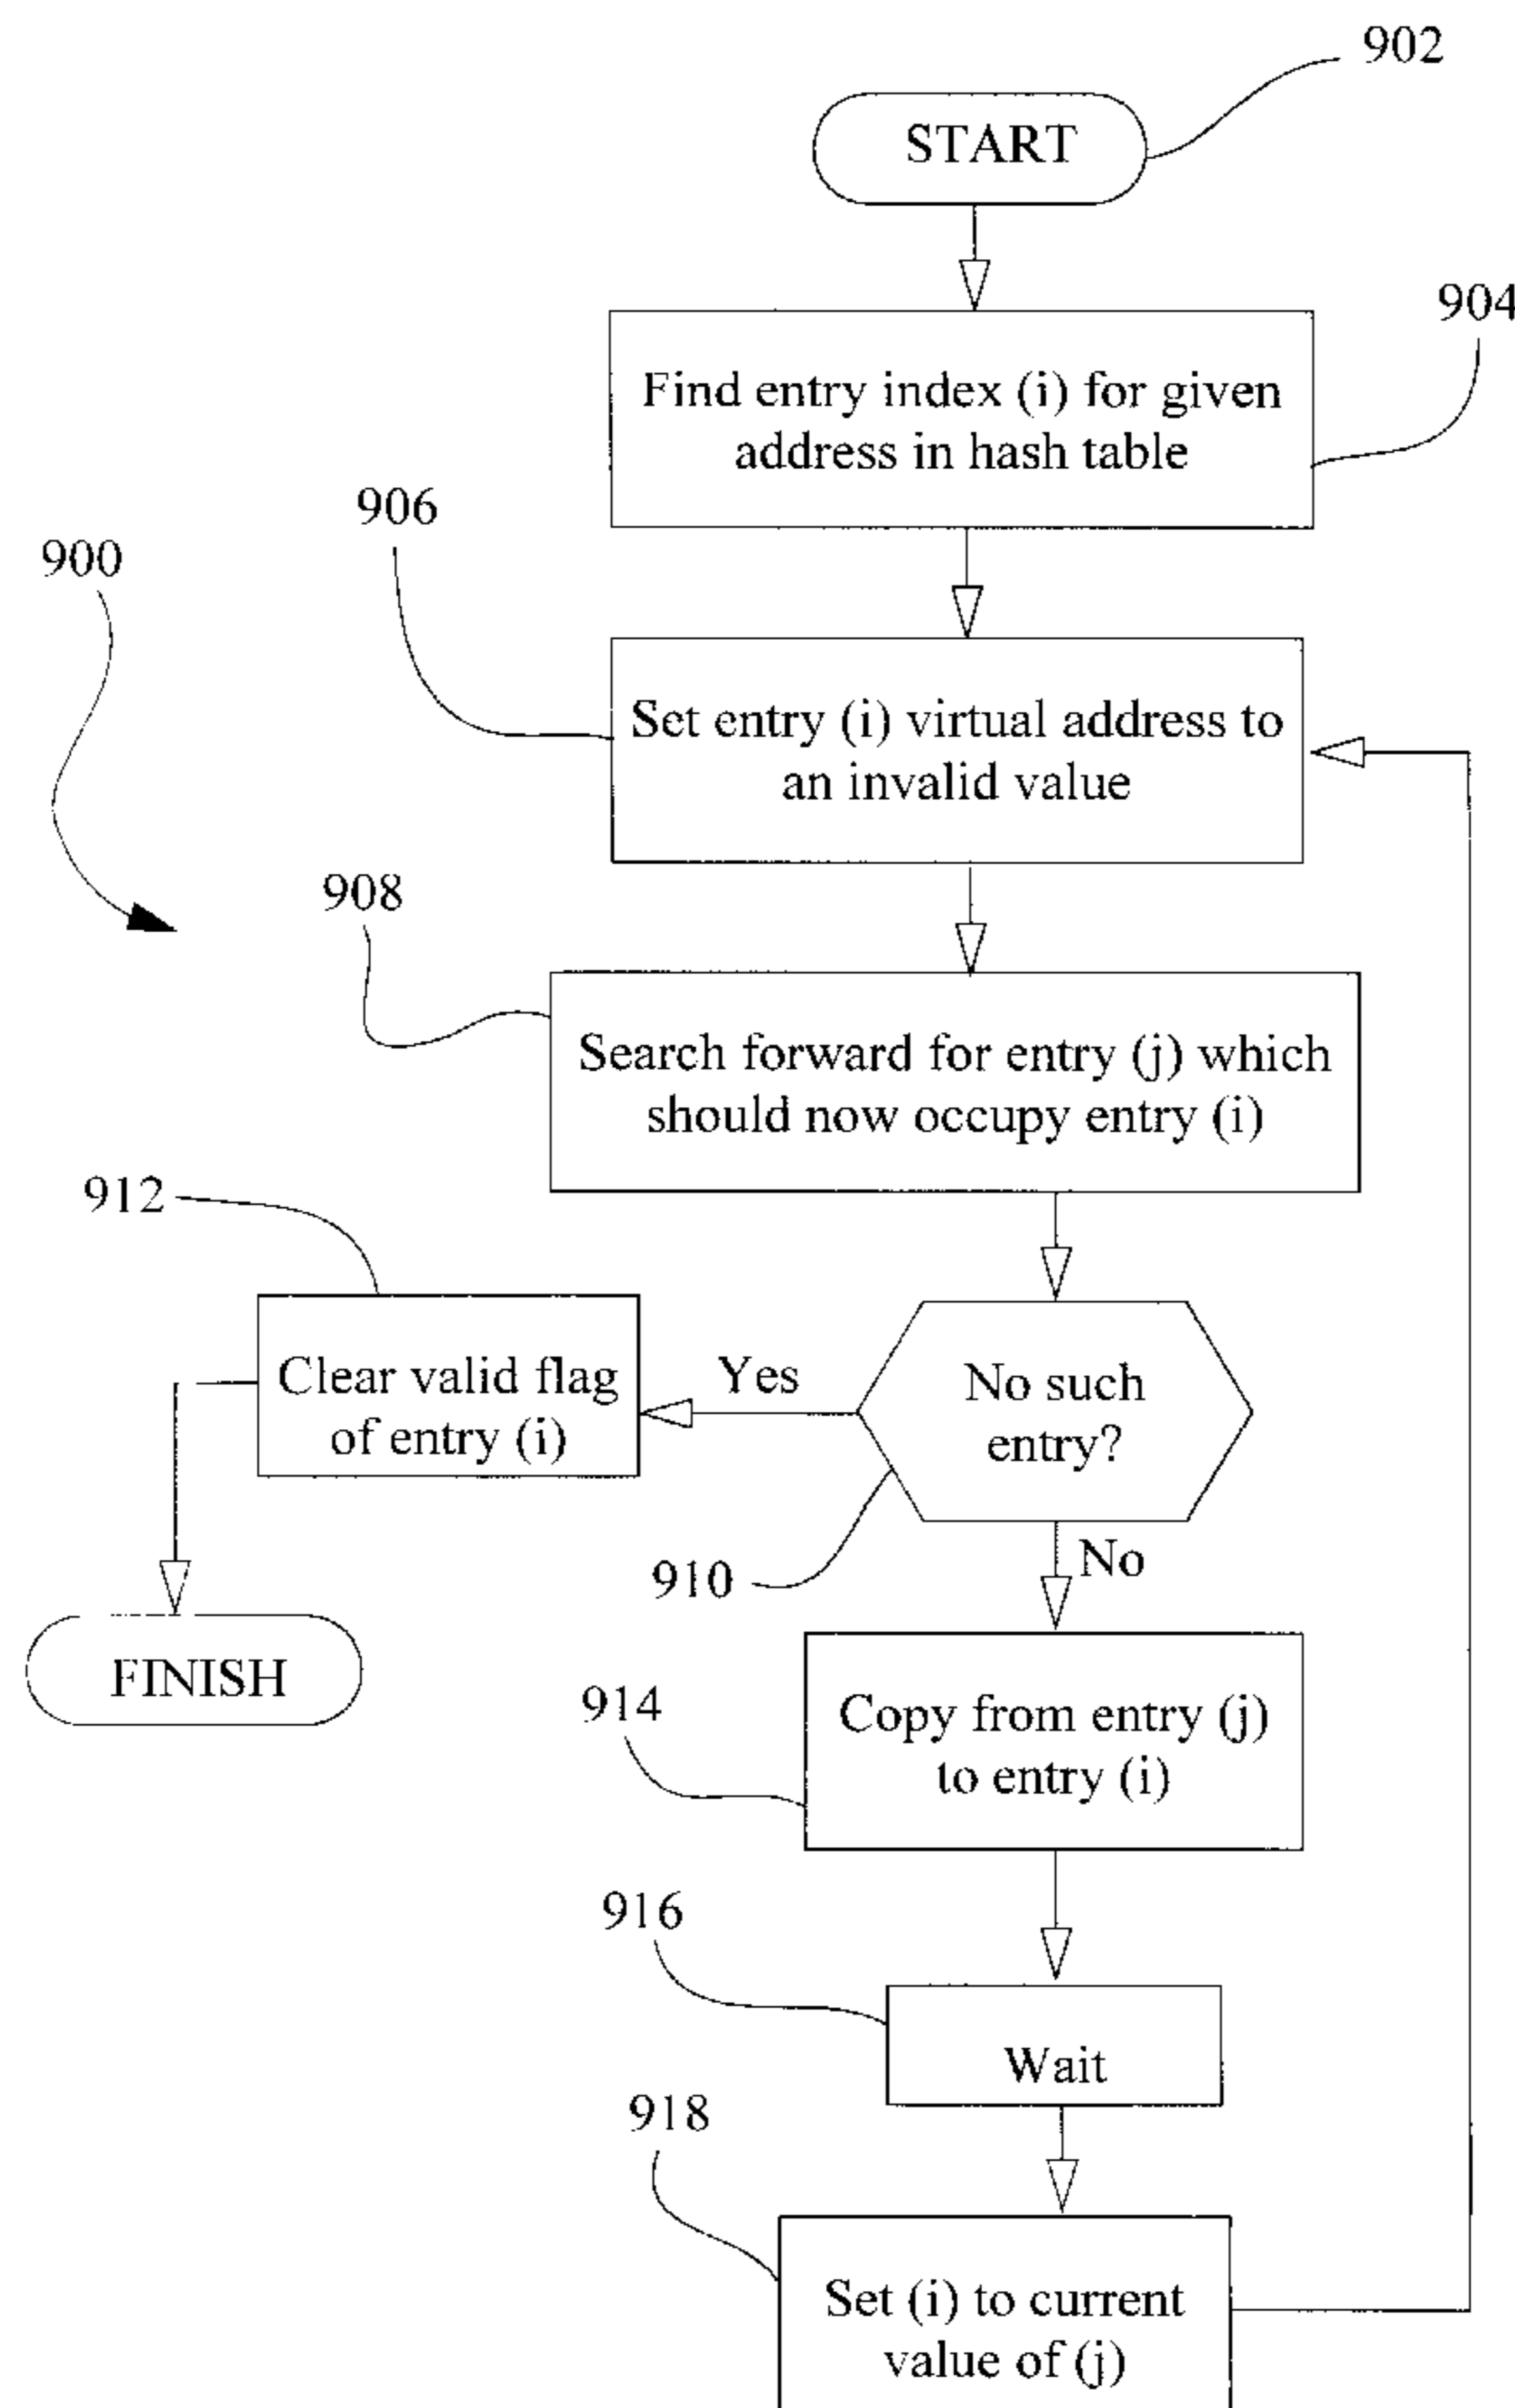 902
START
904
Find entry index (i) for given
address in hash table
906
900
Set entry (i) virtual address to
an invalid value
908
Search forward for entry (j) which
should now occupy entry (i)
912
Clear valid flag
of entry (i)
Yes
No such
entry?
910
No
FINISH
914
Copy from entry (j)
to entry (i)
916
Wait
918
Set (i) to current
value of (j)